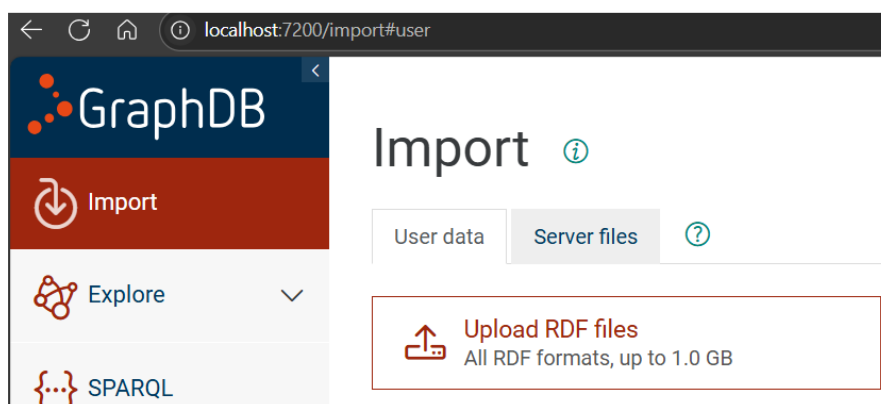 localhost:7200/import#user
GraphDB
Import
Explore
{...} SPARQL
Import
User data
Server files
Upload RDF files
All RDF formats, up to 1.0 GB